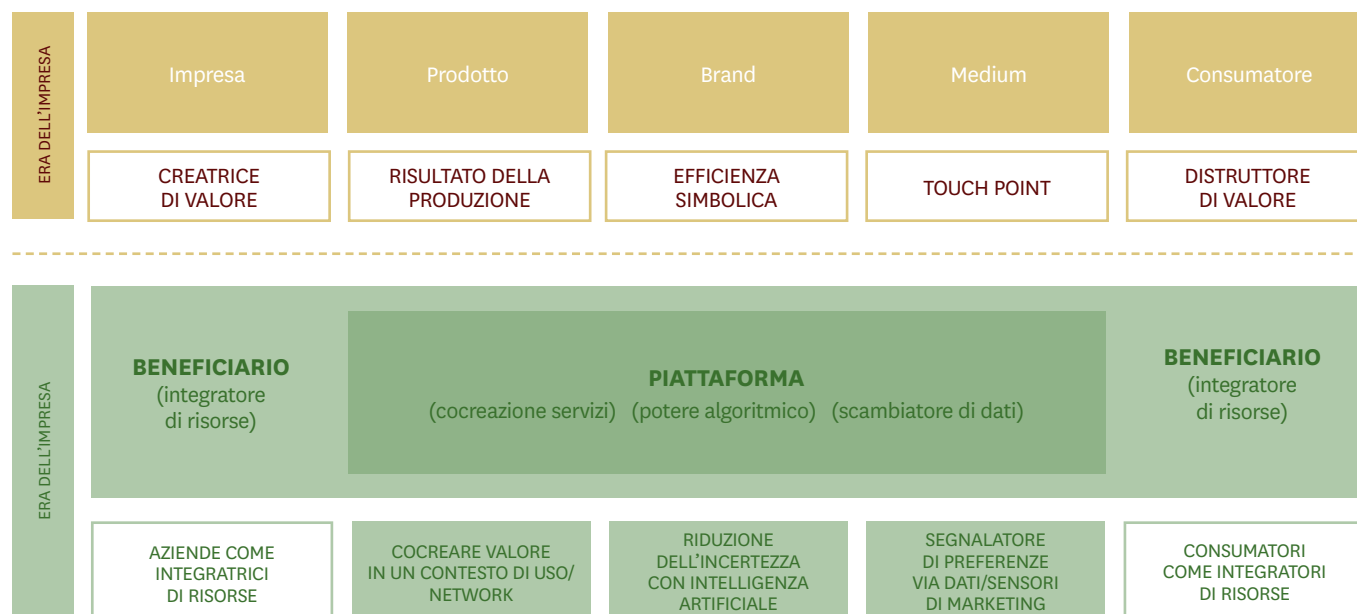 ERA DELL'IMPRESA
Impresa
Prodotto
Brand
Medium
Consumatore
CREATRICE
DI VALORE
RISULTATO DELLA
PRODUZIONE
EFFICIENZA
SIMBOLICA
TOUCH POINT
DISTRUTTORE
DI VALORE
ERA DELL'IMPRESA
BENEFICIARIO
(integratore
di risorse)
PIATTAFORMA
(cocreazione servizi) (potere algoritmico) (scambiatore di dati)
BENEFICIARIO
(integratore
di risorse)
AZIENDE COME
INTEGRATRICI
DI RISORSE
COCREARE VALORE
IN UN CONTESTO DI USO/
NETWORK
RIDUZIONE
DELL'INCERTEZZA
CON INTELLIGENZA
ARTIFICIALE
SEGNALATORE
DI PREFERENZE
VIA DATI/SENSORI
DI MARKETING
CONSUMATORI
COME INTEGRATORI
DI RISORSE